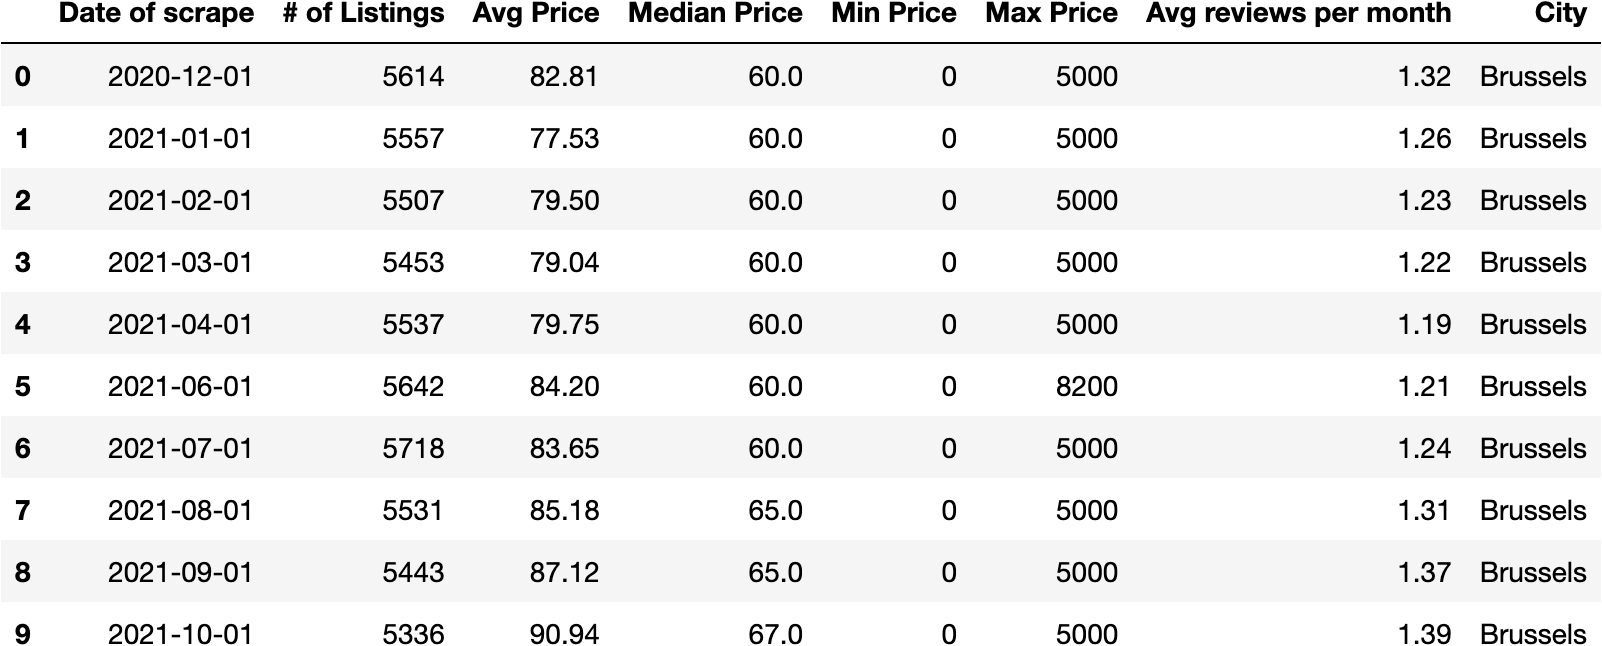 Date of scrape # of Listings Avg Price Median Price Min Price Max Price Avg reviews per month City
0 2020-12-01 5614 82.81 60.0 0 5000 1.32 Brussels
1 2021-01-01 5557 77.53 60.0 0 5000 1.26 Brussels
2 2021-02-01 5507 79.50 60.0 0 5000 1.23 Brussels
3 2021-03-01 5453 79.04 60.0 0 5000 1.22 Brussels
4 2021-04-01 5537 79.75 60.0 0 5000 1.19 Brussels
5 2021-06-01 5642 84.20 60.0 0 8200 1.21 Brussels
6 2021-07-01 5718 83.65 60.0 0 5000 1.24 Brussels
7 2021-08-01 5531 85.18 65.0 0 5000 1.31 Brussels
8 2021-09-01 5443 87.12 65.0 0 5000 1.37 Brussels
9 2021-10-01 5336 90.94 67.0 0 5000 1.39 Brussels